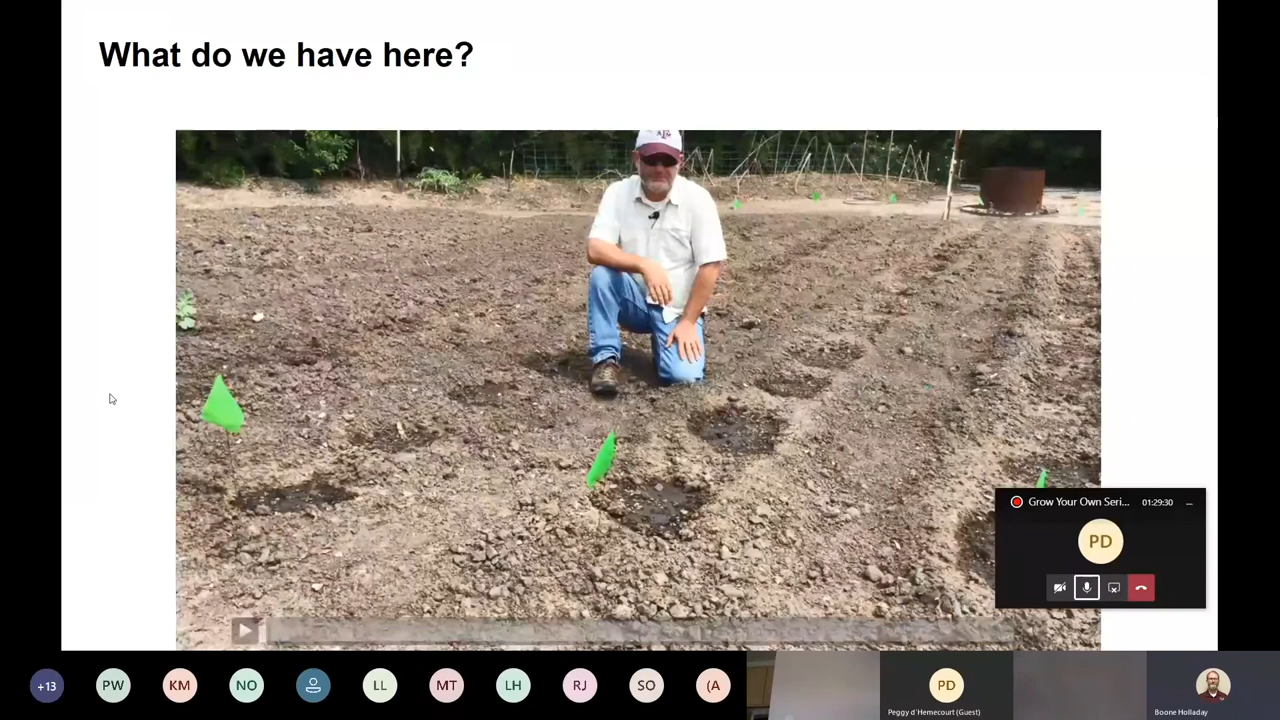 What do we have here?
Grow Your Own Seri...
01:29:30
PD
+13
PW
KM
NO
LL
MT
LH
RJ
SO
(A
PD
Peggy d'Hemecourt (Guest)
Boone Holladay